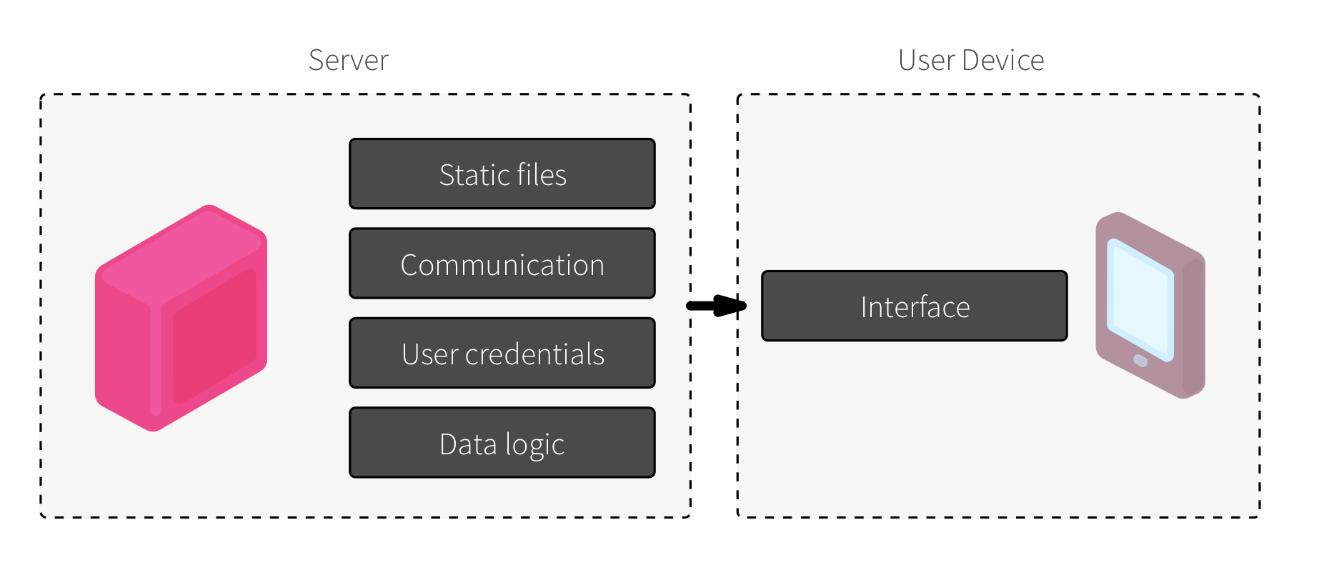 Server
Static files
Communication
User credentials
Data logic
User Device
Interface